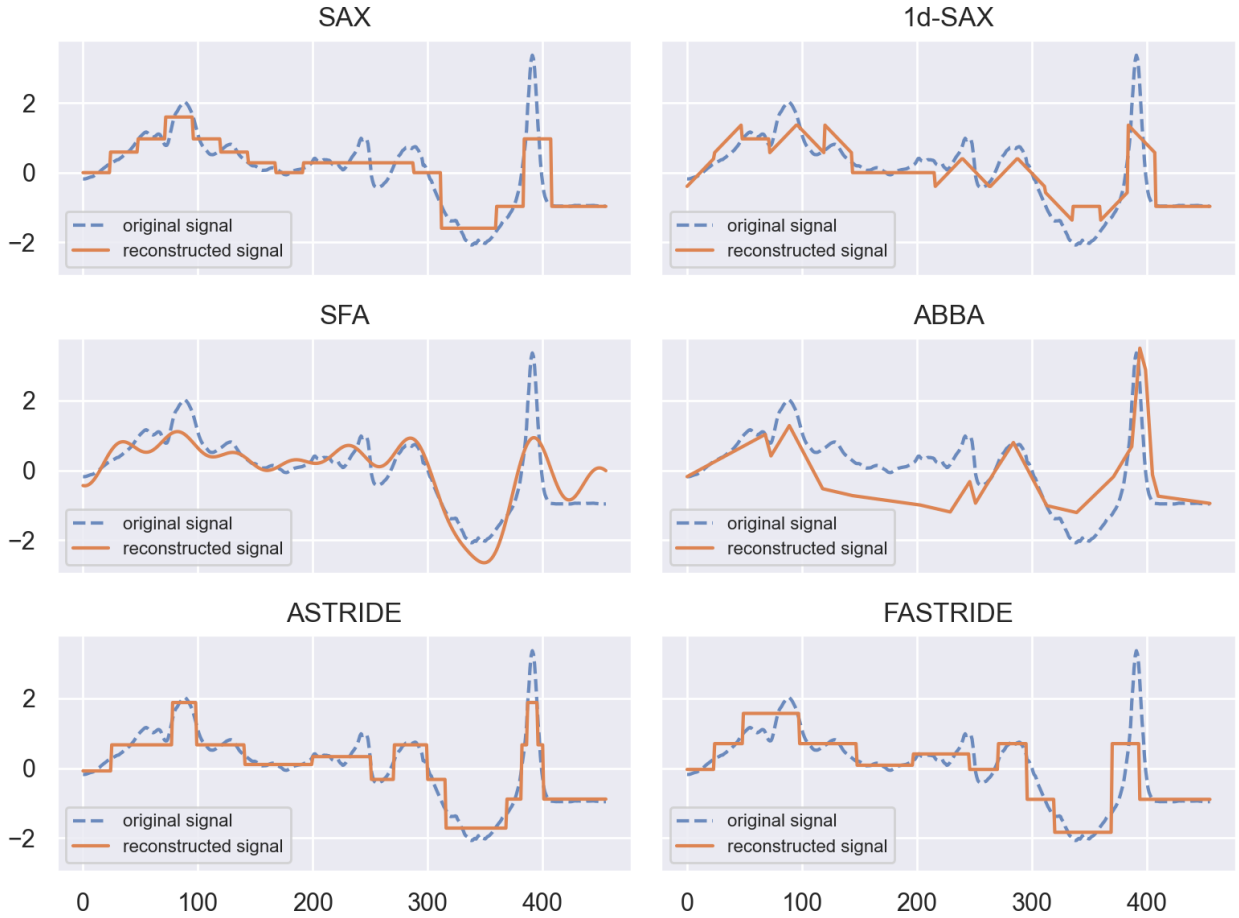 SAX
1d-SAX
2
0
−2
original signal
reconstructed signal
original signal
reconstructed signal
SFA
ABBA
2
0
−2
original signal
reconstructed signal
original signal
reconstructed signal
ASTRIDE
FASTRIDE
2
0
−2
original signal
reconstructed signal
original signal
reconstructed signal
0 100 200 300 400
0 100 200 300 400